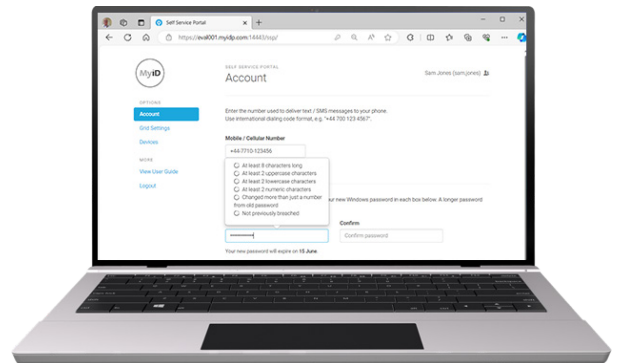 Self Service Portal
https://eval001.myidp.com:14443/ssp/
MyiD
SELF SERVICE PORTAL
Account
Sam Jones (sam.jones)
OPTIONS
Account
Grid Settings
Devices
MORE
View User Guide
Logout
Enter the number used to deliver text / SMS messages to your phone.
Use international dialing code format, e.g. "+44 700 123 4567".
Mobile / Cellular Number
+44-7710-123456
At least 8 characters long
At least 2 uppercase characters
At least 2 lowercase characters
At least 2 numeric characters
Changed more than just a number
from old password
Not previously breached
ur new Windows password in each box below. A longer password
Confirm
Confirm password
Your new password will expire on 15 June